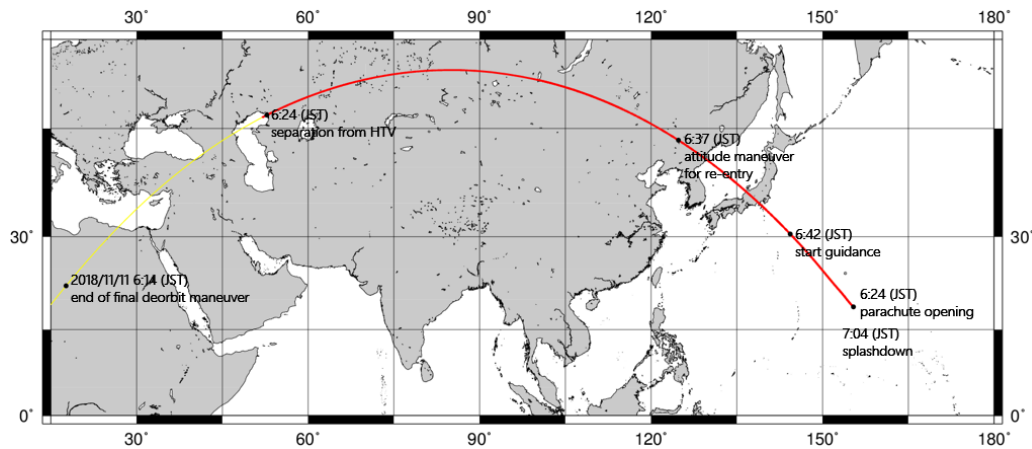 30° 60° 90° 120° 150° 180°
6:24 (JST)
separation from HTV
6:37 (JST)
attitude maneuver
for re-entry
30° 30°
6:42 (JST)
start guidance
2018/11/11 6:14 (JST)
end of final deorbit maneuver
6:24 (JST)
parachute opening
7:04 (JST)
splashdown
0° 0°
30° 60° 90° 120° 150° 180°